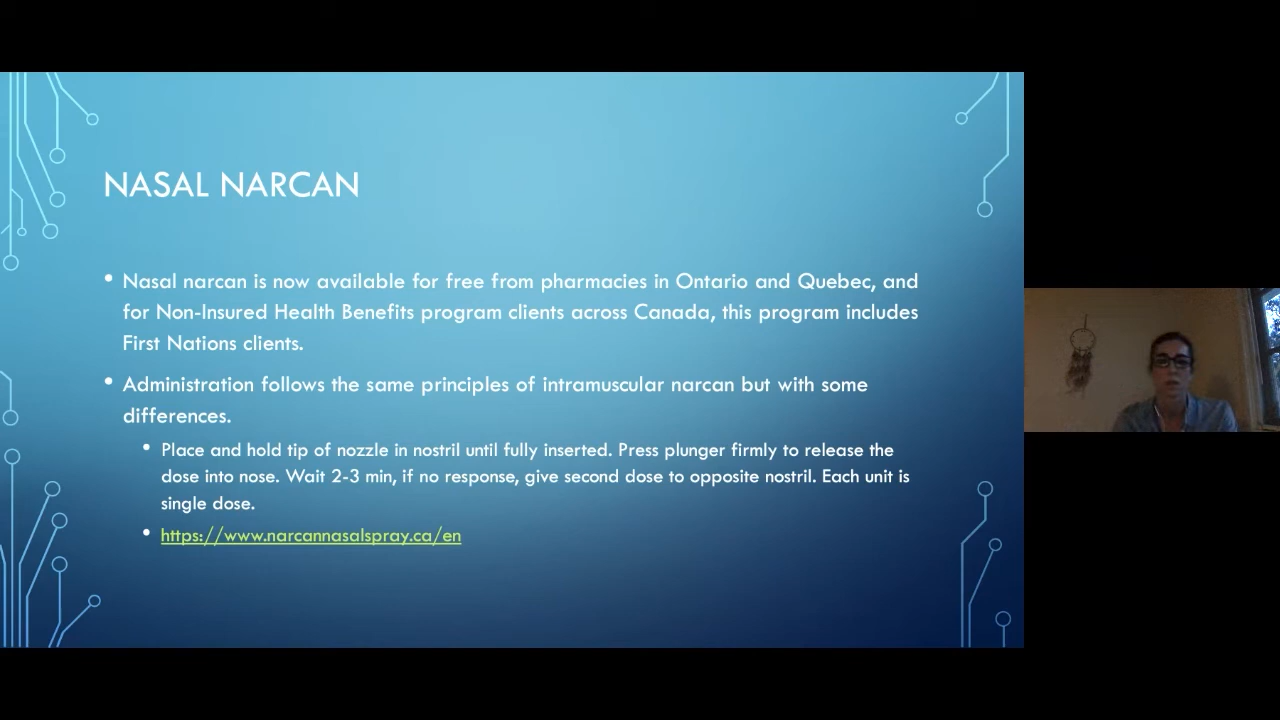 NASAL NARCAN
• Nasal narcan is now available for free from pharmacies in Ontario and Quebec, and
for Non-Insured Health Benefits program clients across Canada, this program includes
First Nations clients.
• Administration follows the same principles of intramuscular narcan but with some
differences.
• Place and hold tip of nozzle in nostril until fully inserted. Press plunger firmly to release the
dose into nose. Wait 2-3 min, if no response, give second dose to opposite nostril. Each unit is
single dose.
• https://www.narcannasalspray.ca/en